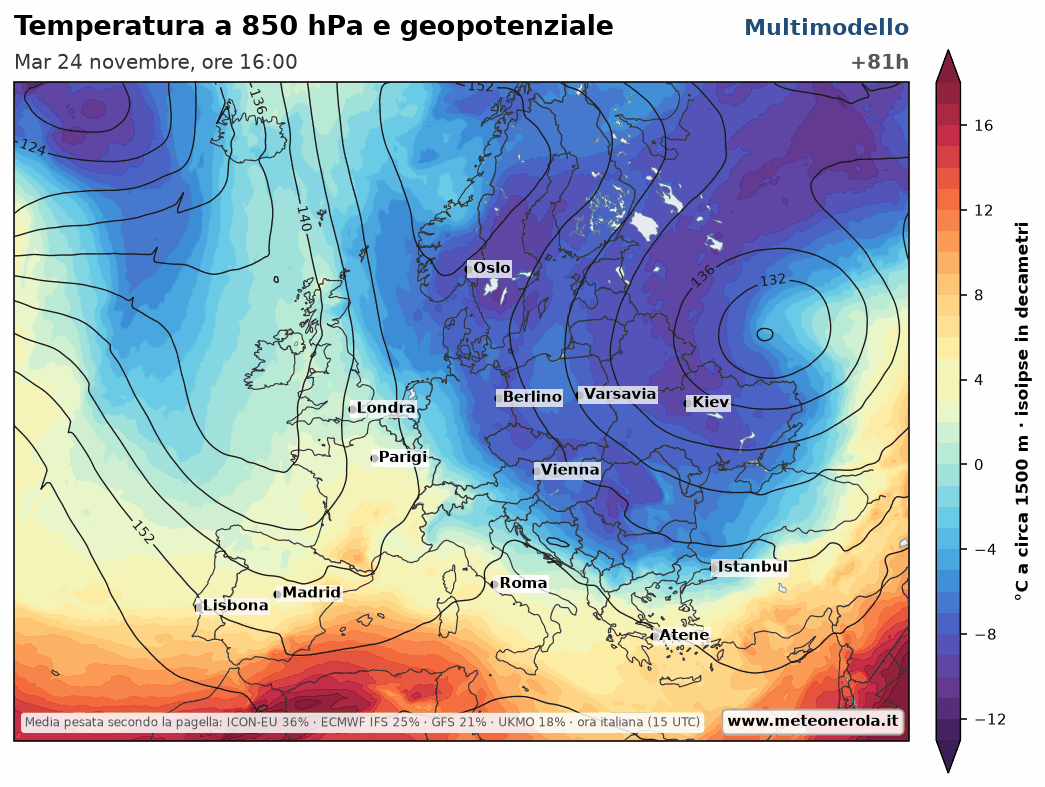 Temperatura a 850 hPa e geopotenziale
Multimodello
Mar 24 novembre, ore 16:00
+81h
152
136
124
140
136
132
152
Oslo
Berlino
Varsavia
Kiev
Londra
Parigi
Vienna
Istanbul
Roma
Madrid
Lisbona
Atene
Media pesata secondo la pagella: ICON-EU 36% · ECMWF IFS 25% · GFS 21% · UKMO 18% · ora italiana (15 UTC)
www.meteonerola.it
16
12
8
4
0
−4
−8
−12
°C a circa 1500 m · isoipse in decametri